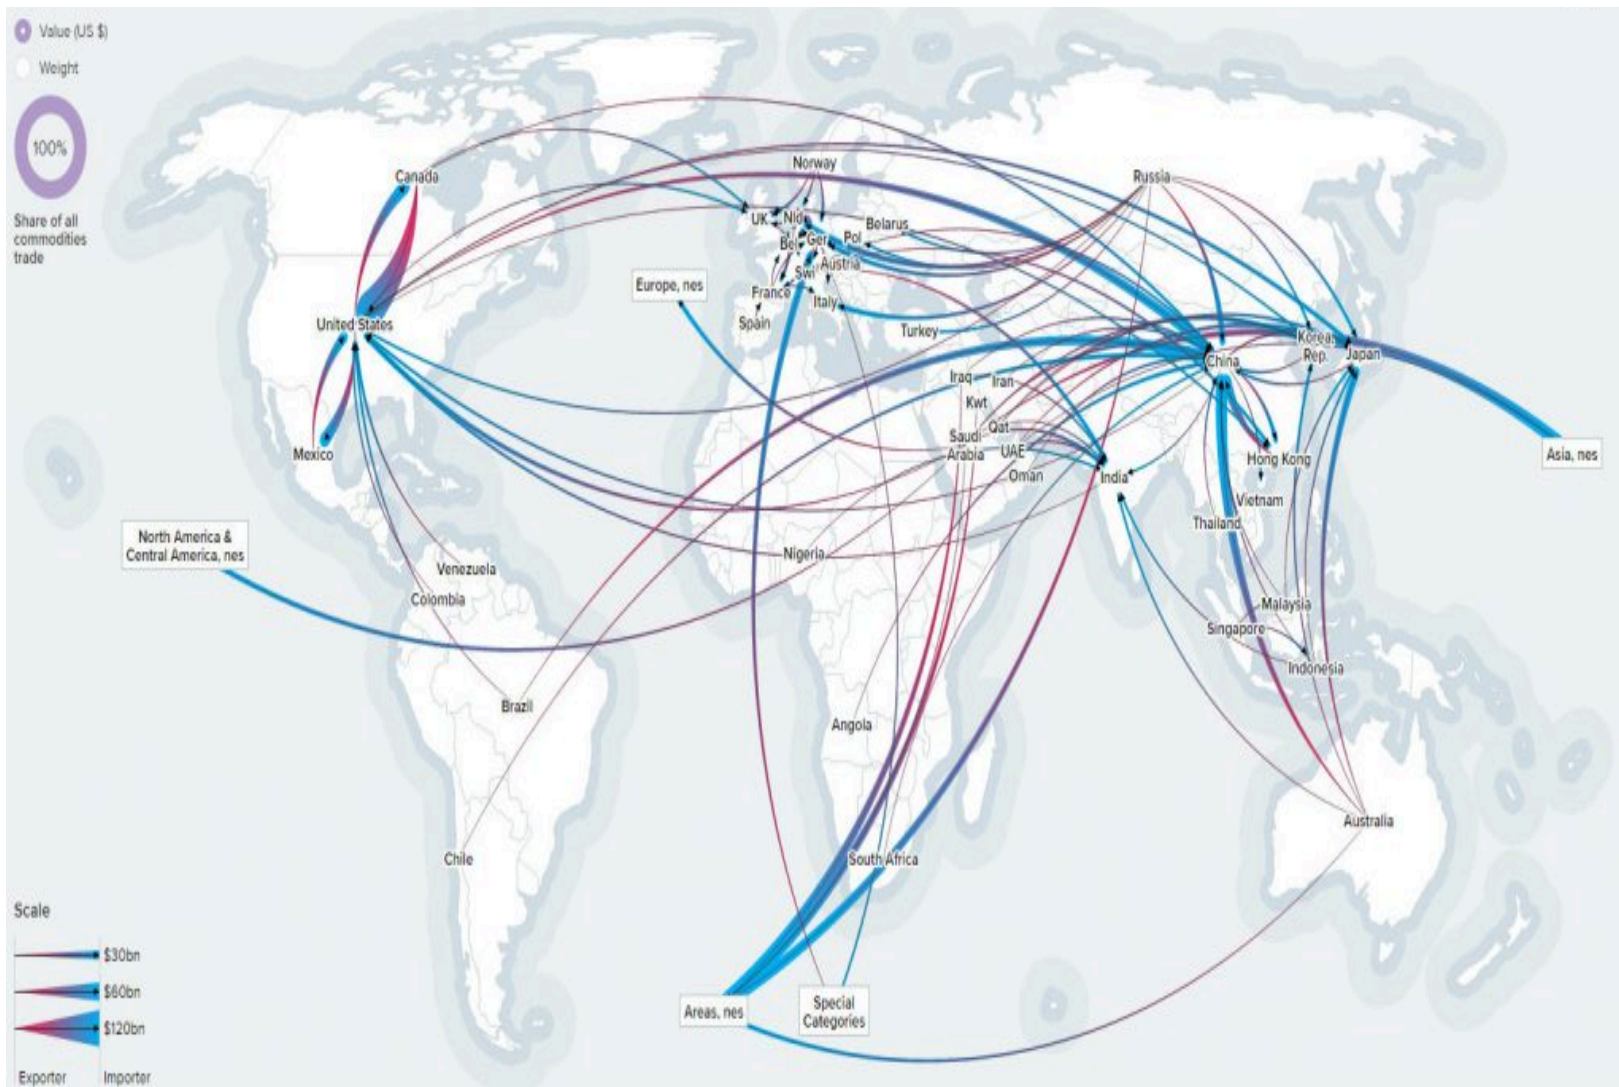 Value (US $)
Weight
100%
Share of all
commodities
trade
Canada
Norway
Russia
UK
Nld
Belarus
Bel
Ger
Pol
Austria
Swi
Europe, nes
France
Italy
Spain
Turkey
United States
Korea,
Rep.
Japan
China
Iraq
Iran
Kwt
Qat
Saudi
Arabia
UAE
Oman
India
Hong Kong
Asia, nes
Mexico
Vietnam
Thailand
North America &
Central America, nes
Nigeria
Venezuela
Colombia
Malaysia
Singapore
Indonesia
Brazil
Angola
Australia
Chile
South Africa
Areas, nes
Special
Categories
Scale
$30bn
$60bn
$120bn
Exporter
Importer